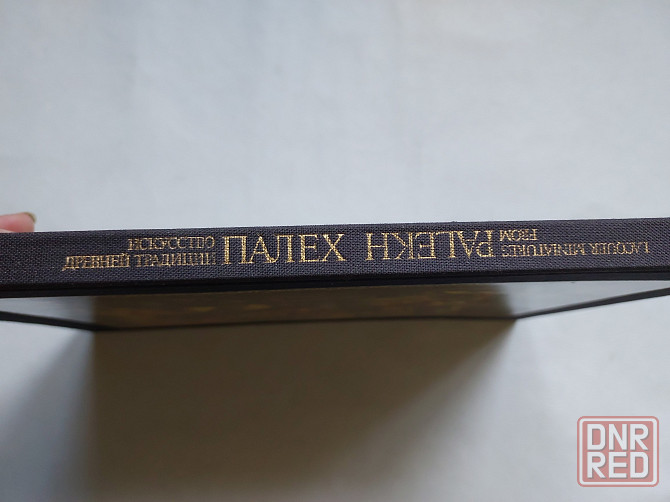 ИСКУССТВО
ДРЕВНЕЙ ТРАДИЦИИ
ПАЛЕХ
LACQUER MINIATURES
FROM
PALEKH
DNR
RED